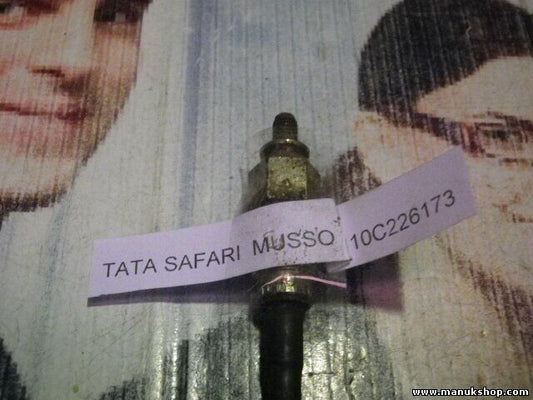 TATA SAFARI MUSSO 10C226173
www.manukshop.com